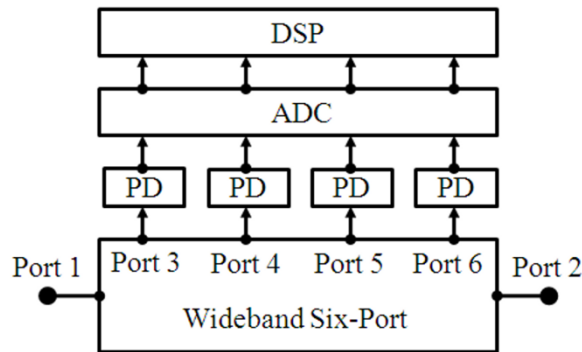 DSP
ADC
PD PD PD PD
Port 1 Port 3 Port 4 Port 5 Port 6 Port 2
Wideband Six-Port